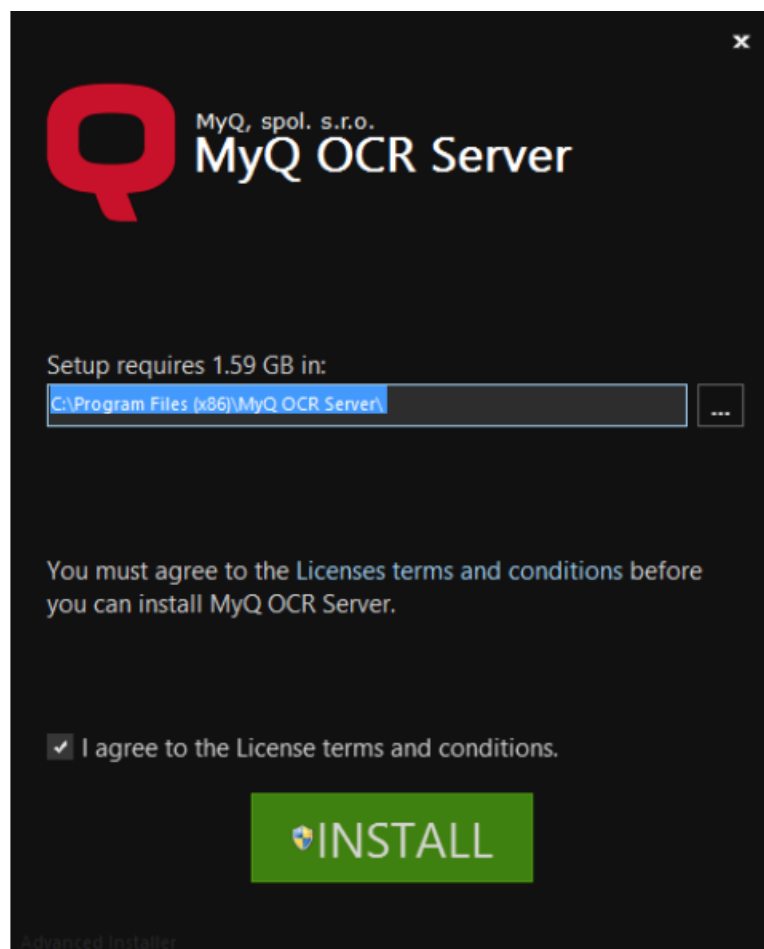 MyQ, spol. s.r.o.
MyQ OCR Server
Setup requires 1.59 GB in:
C:\Program Files (x86)\MyQ OCR Server\
...
You must agree to the Licenses terms and conditions before
you can install MyQ OCR Server.
I agree to the License terms and conditions.
INSTALL
Advanced Installer